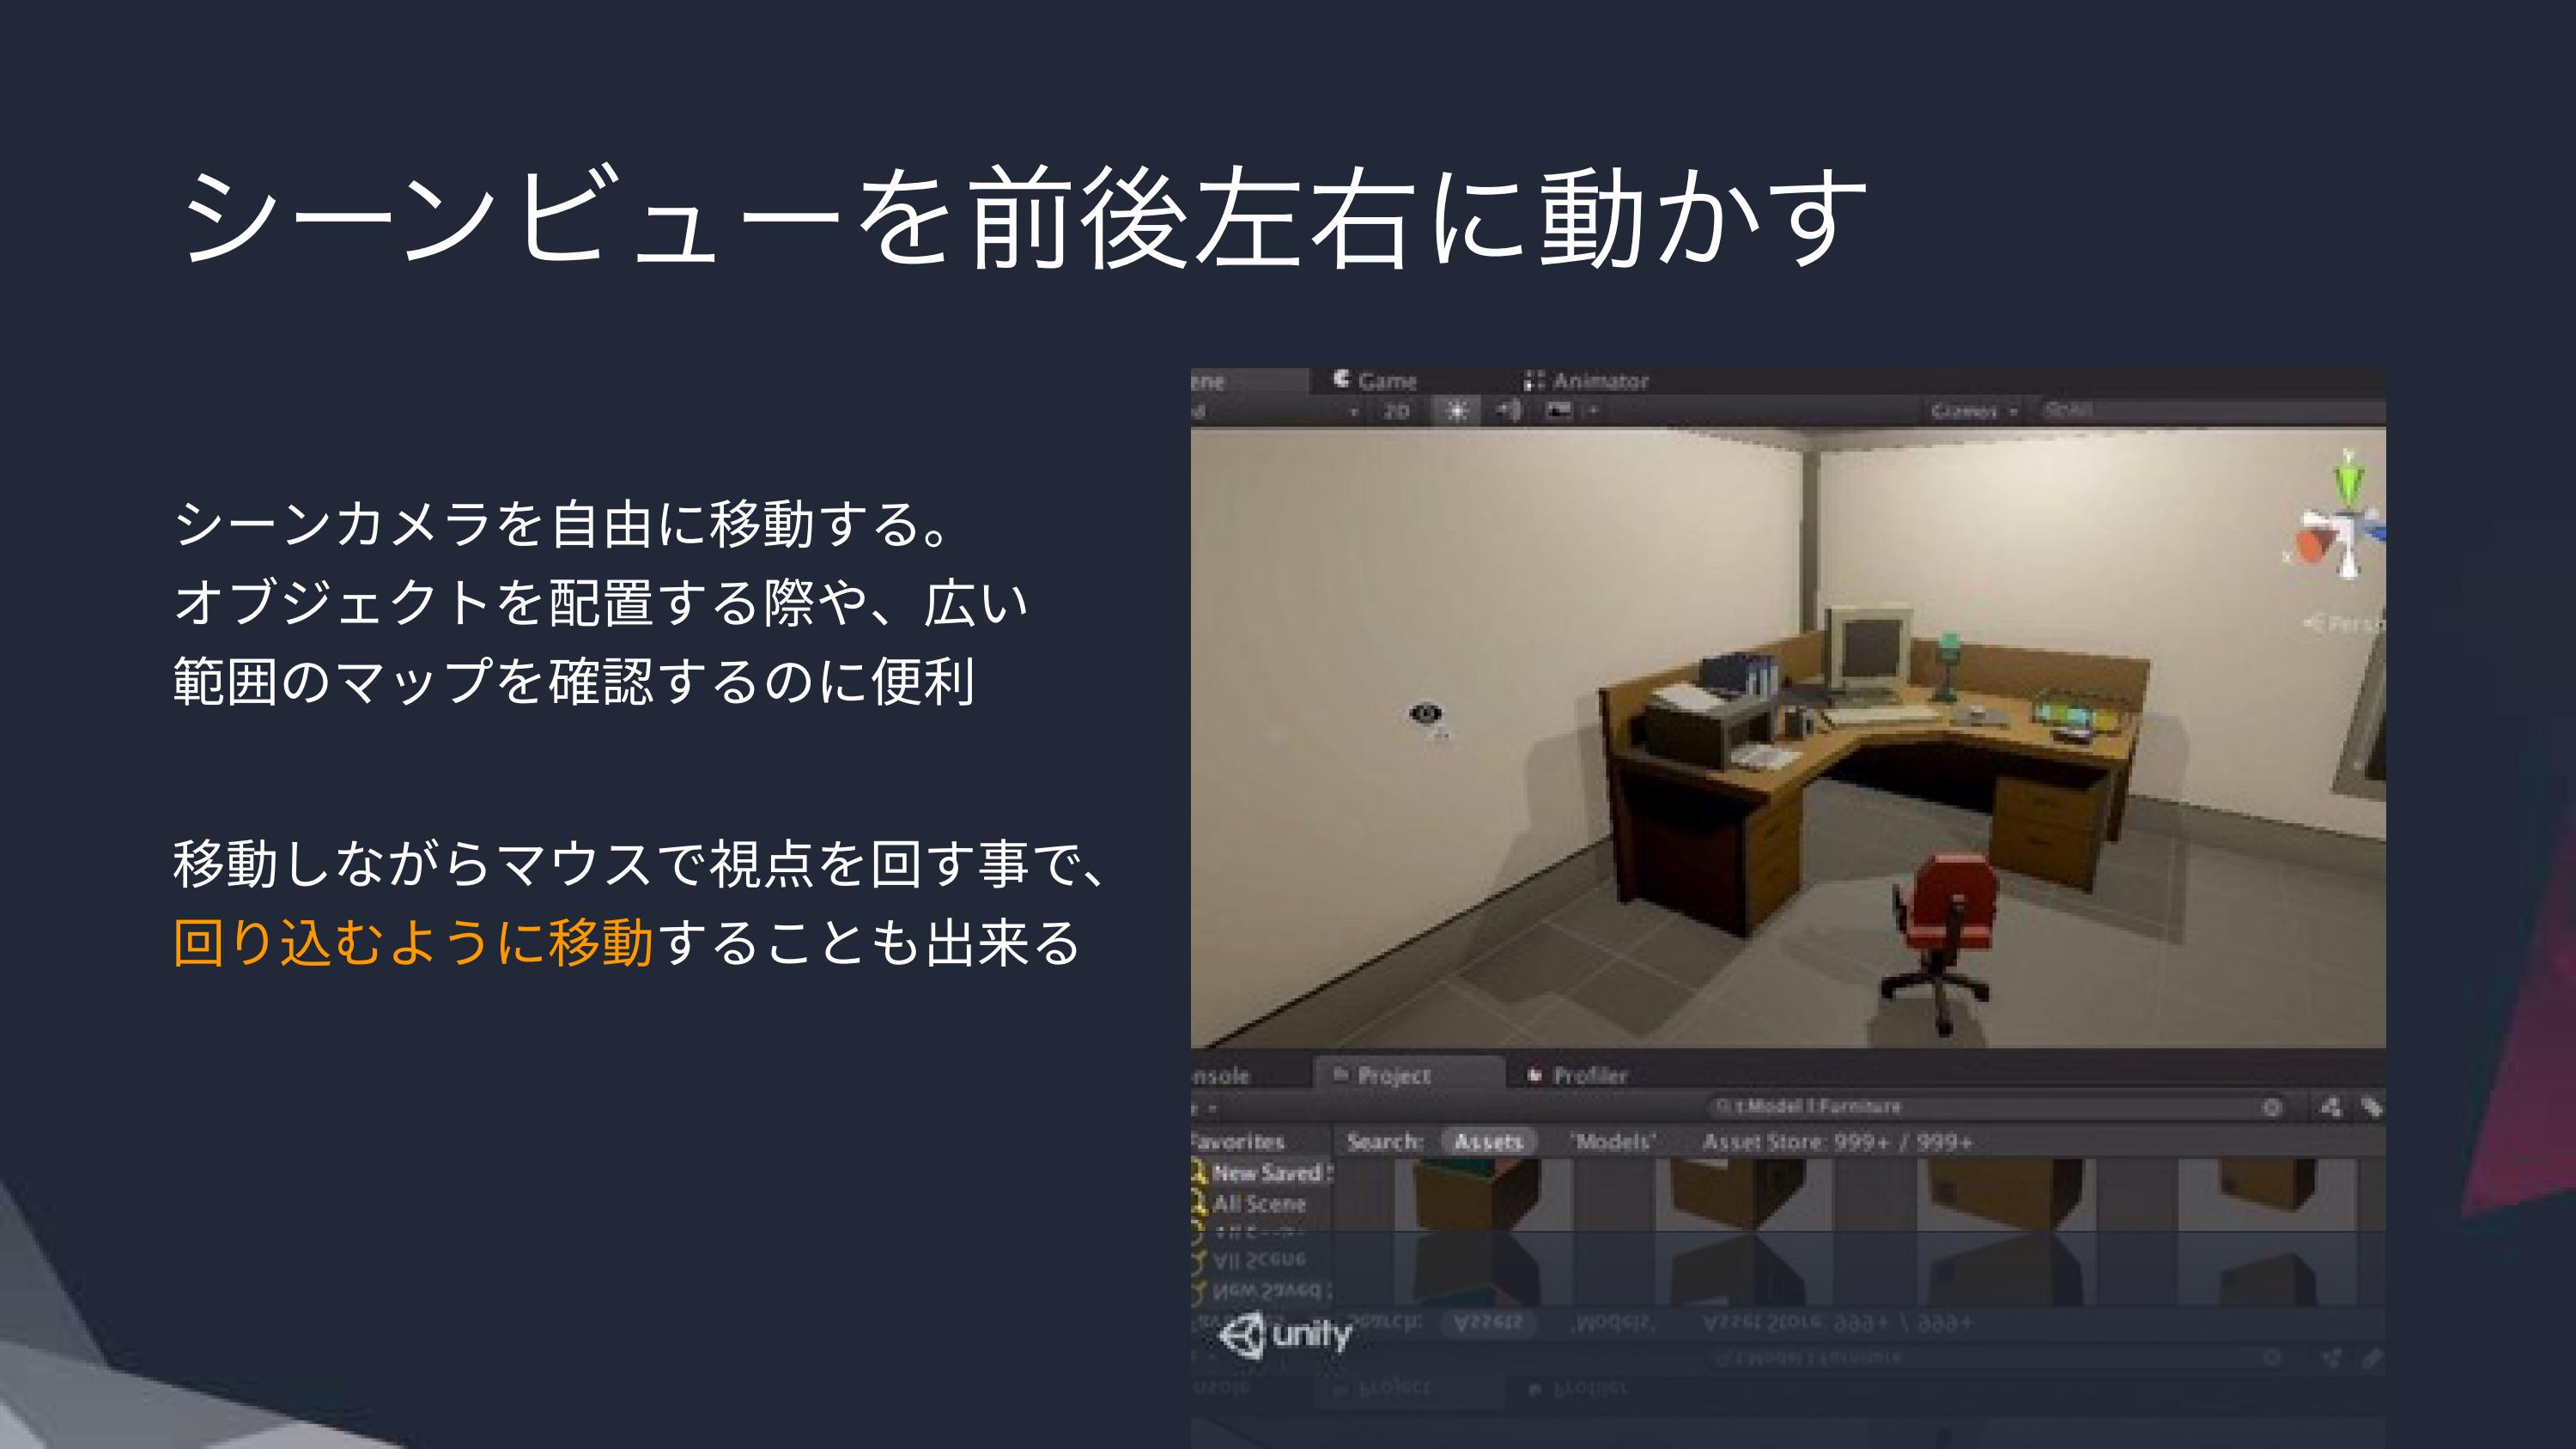 シーンビューを前後左右に動かす
シーンカメラを自由に移動する。
オブジェクトを配置する際や、広い
範囲のマップを確認するのに便利
移動しながらマウスで視点を回す事で、
回り込むように移動することも出来る
ene Game Animator
2D Gizmos
Y
X
Pers
nsole Project Profiler
t:Model l:Furniture
Favorites Search: Assets 'Models' Asset Store: 999+ / 999+
New Saved
All Scene
unity